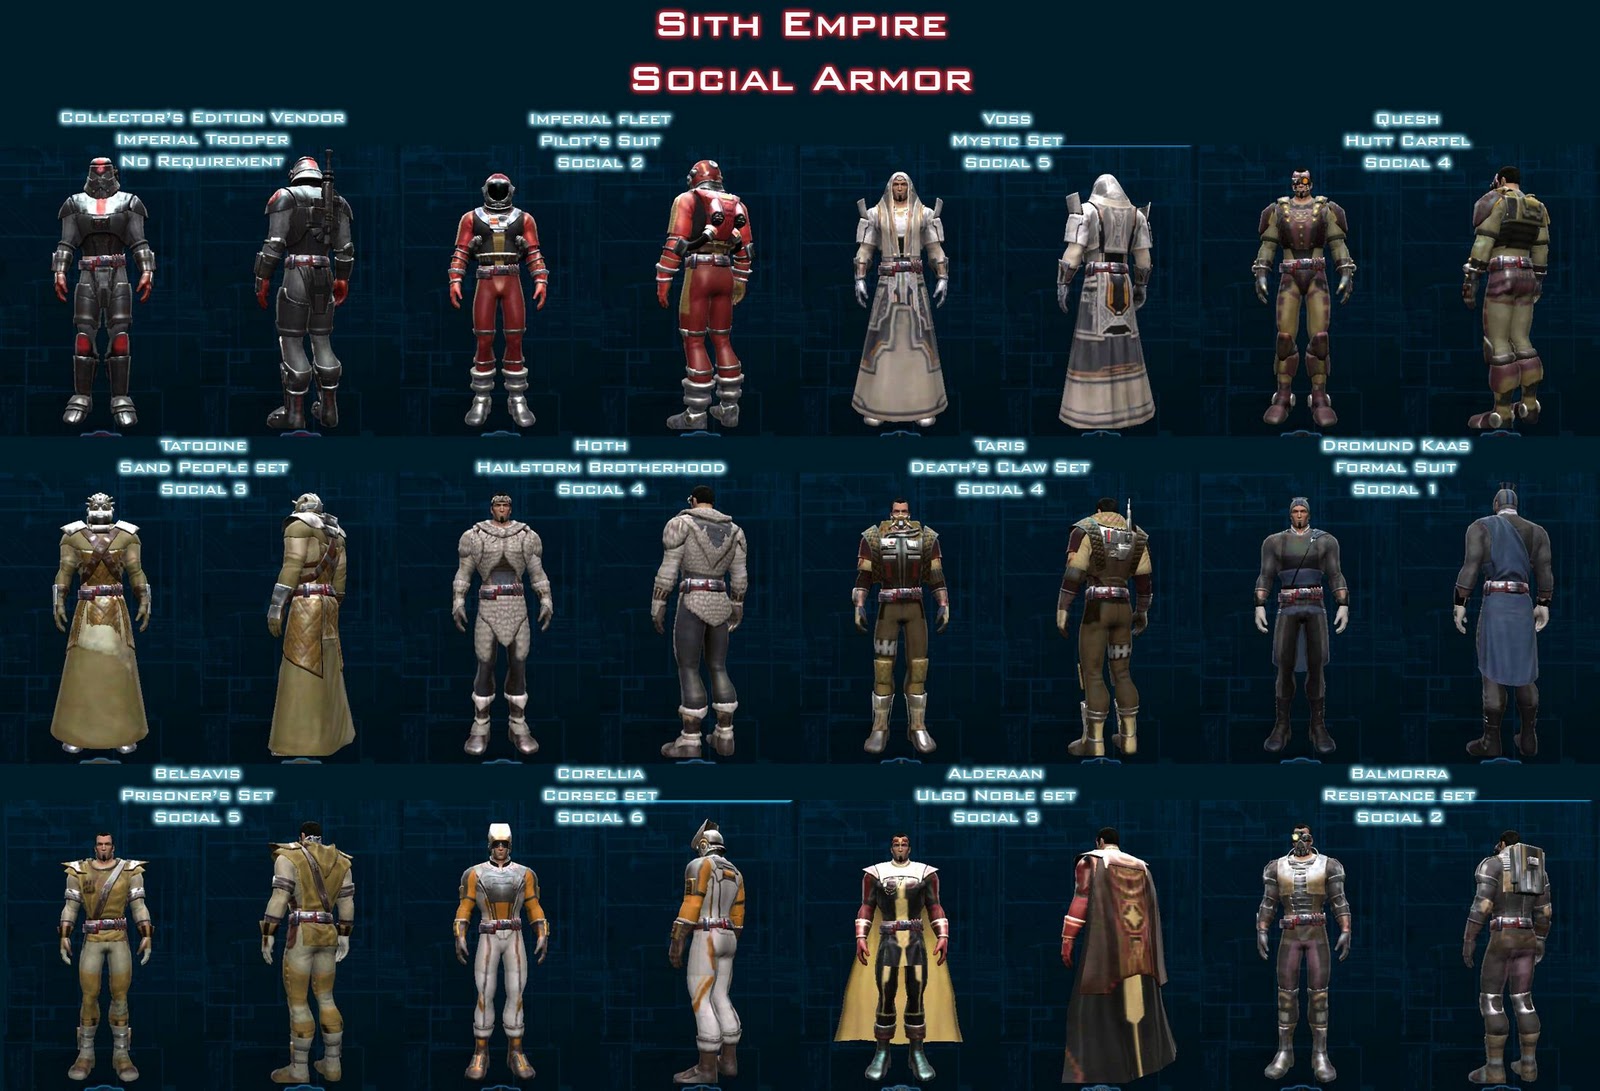 Sith Empire
Social Armor
Collector's Edition Vendor
Imperial Trooper
No Requirement
Imperial fleet
Pilot's Suit
Social 2
Voss
Mystic Set
Social 5
Quesh
Hutt Cartel
Social 4
Tatooine
Sand People set
Social 3
Hoth
Hailstorm Brotherhood
Social 4
Taris
Death's Claw Set
Social 4
Dromund Kaas
Formal Suit
Social 1
Belsavis
Prisoner's Set
Social 5
Corellia
Corsec set
Social 6
Alderaan
Ulgo Noble set
Social 3
Balmorra
Resistance set
Social 2